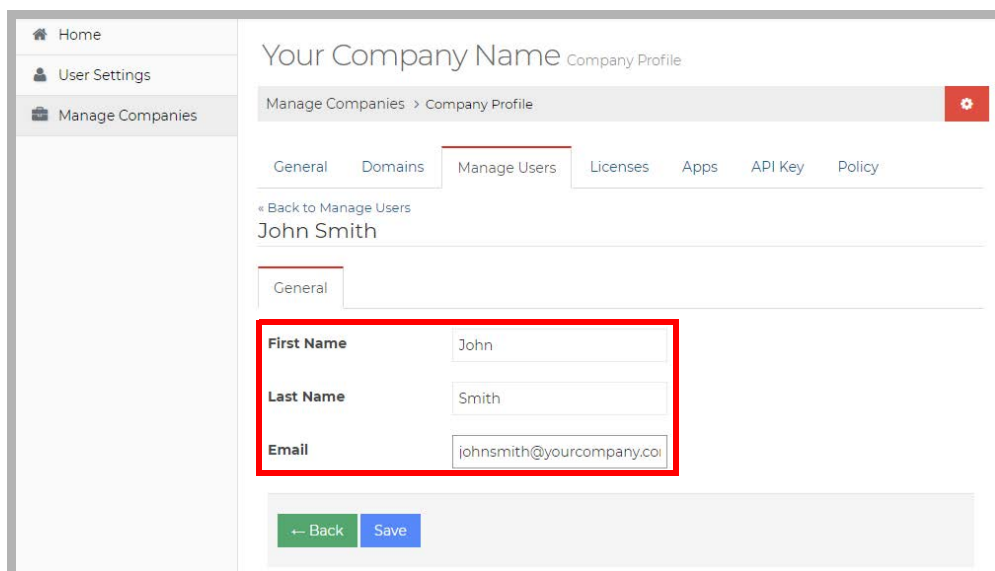 Home
User Settings
Manage Companies
Your Company Name Company Profile
Manage Companies > Company Profile
General Domains Manage Users Licenses Apps API Key Policy
« Back to Manage Users
John Smith
General
First Name John
Last Name Smith
Email johnsmith@yourcompany.co
← Back Save